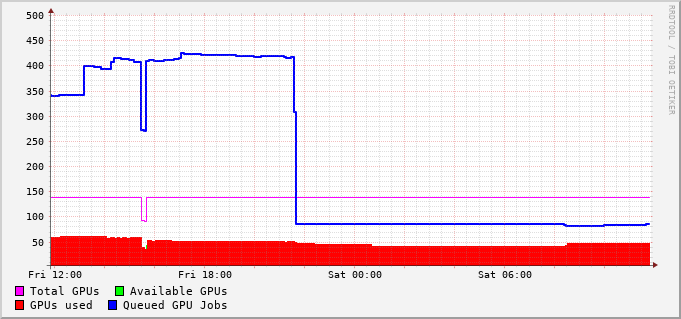 500
450
400
350
300
250
200
150
100
50
Fri 12:00 Fri 18:00 Sat 00:00 Sat 06:00
Total GPUs Available GPUs
GPUs used Queued GPU Jobs
RRDTOOL / TOBI OETIKER